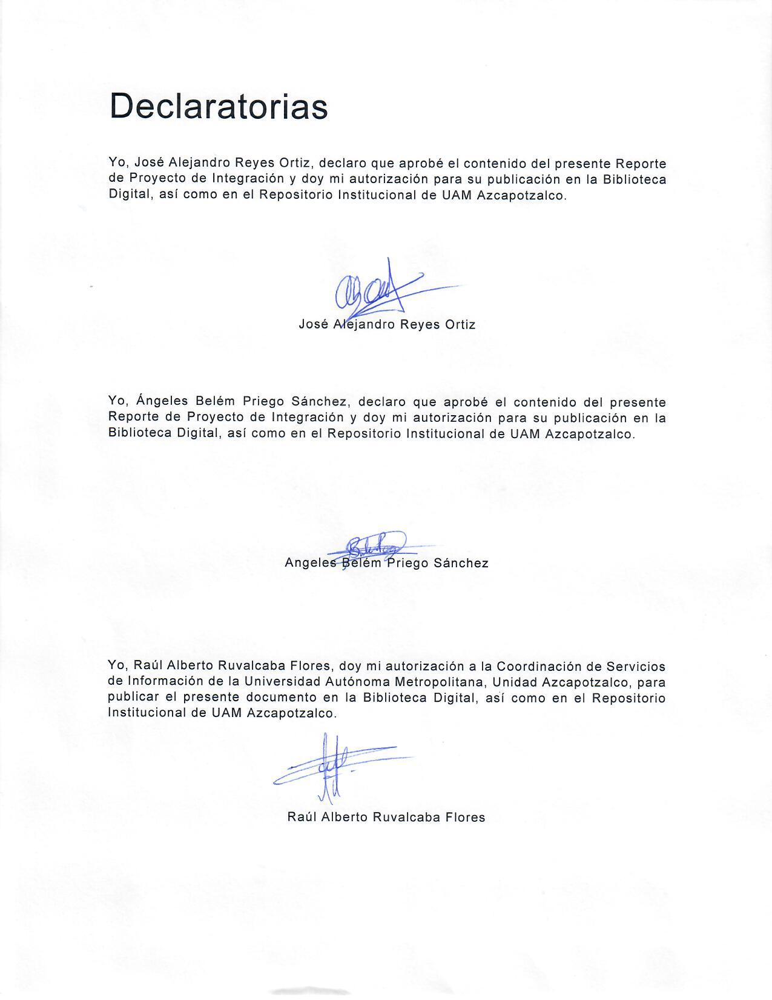 Declaratorias
Yo, José Alejandro Reyes Ortiz, declaro que aprobé el contenido del presente Reporte
de Proyecto de Integración y doy mi autorización para su publicación en la Biblioteca
Digital, así como en el Repositorio Institucional de UAM Azcapotzalco.
José Alejandro Reyes Ortiz
Yo, Ángeles Belém Priego Sánchez, declaro que aprobé el contenido del presente
Reporte de Proyecto de Integración y doy mi autorización para su publicación en la
Biblioteca Digital, así como en el Repositorio Institucional de UAM Azcapotzalco.
Angeles Belém Priego Sánchez
Yo, Raúl Alberto Ruvalcaba Flores, doy mi autorización a la Coordinación de Servicios
de Información de la Universidad Autónoma Metropolitana, Unidad Azcapotzalco, para
publicar el presente documento en la Biblioteca Digital, así como en el Repositorio
Institucional de UAM Azcapotzalco.
Raúl Alberto Ruvalcaba Flores